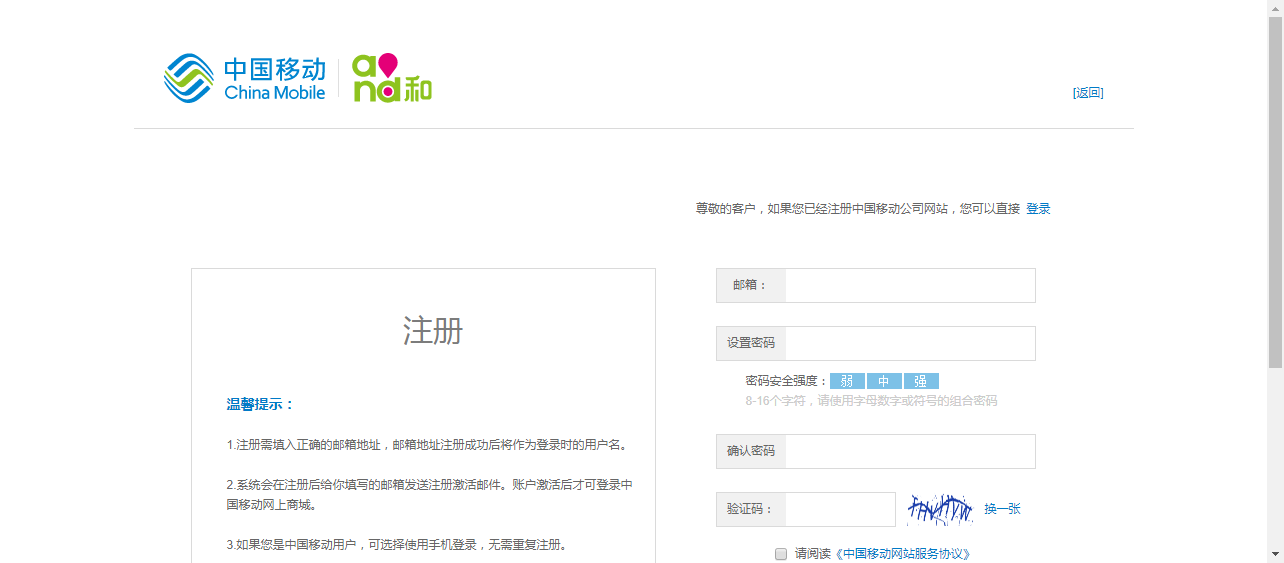 中国移动
China Mobile
and和
[返回]
尊敬的客户，如果您已经注册中国移动公司网站，您可以直接 登录
注册
温馨提示：
1.注册需填入正确的邮箱地址，邮箱地址注册成功后将作为登录时的用户名。
2.系统会在注册后给你填写的邮箱发送注册激活邮件。账户激活后才可登录中
国移动网上商城。
3.如果您是中国移动用户，可选择使用手机登录，无需重复注册。
邮箱：
设置密码
密码安全强度：弱 中 强
8-16个字符，请使用字母数字或符号的组合密码
确认密码
验证码：
换一张
请阅读《中国移动网站服务协议》